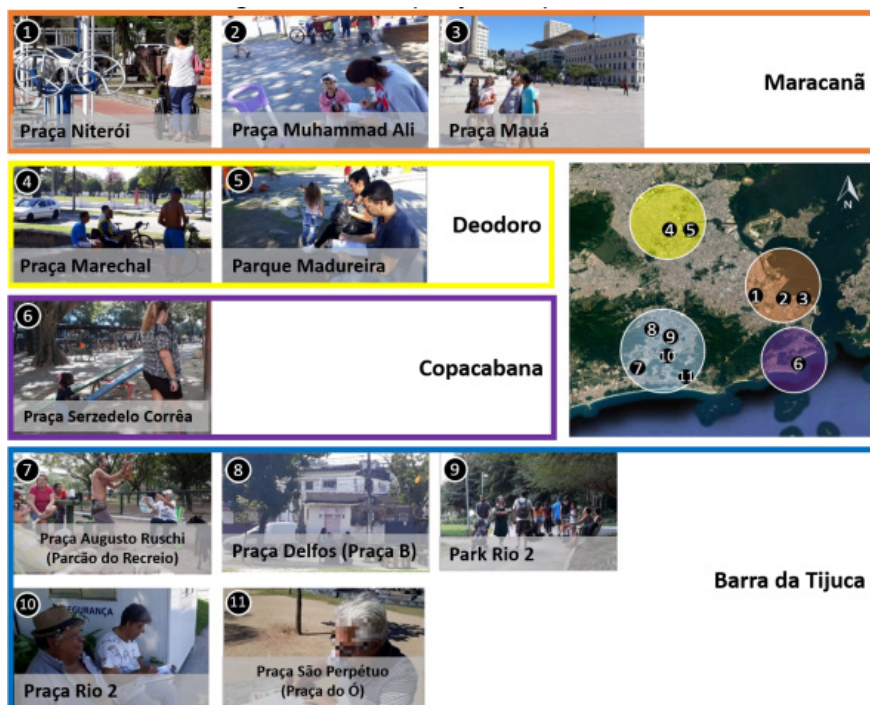 1
Praça Niterói
2
Praça Muhammad Ali
3
Praça Mauá
Maracanã
4
Praça Marechal
5
Parque Madureira
Deodoro
6
Praça Serzedelo Corrêa
Copacabana
N
4 5
1 2 3
8 9
10
7 11
6
7
Praça Augusto Ruschi
(Parcão do Recreio)
8
Praça Delfos (Praça B)
9
Park Rio 2
Barra da Tijuca
10
EGURANÇA
Praça Rio 2
11
Praça São Perpétuo
(Praça do Ó)